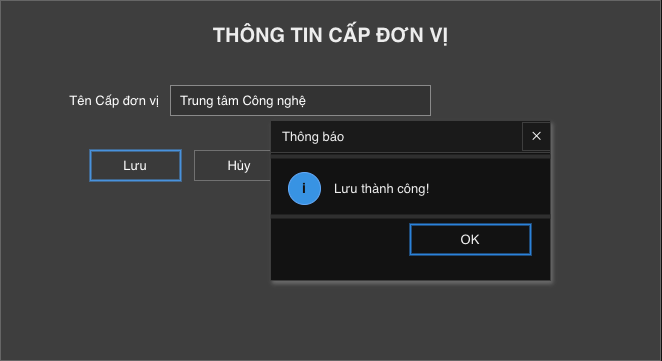 THÔNG TIN CẤP ĐƠN VỊ
Tên Cấp đơn vị
Trung tâm Công nghệ
Thông báo
Lưu
Hủy
i
Lưu thành công!
OK